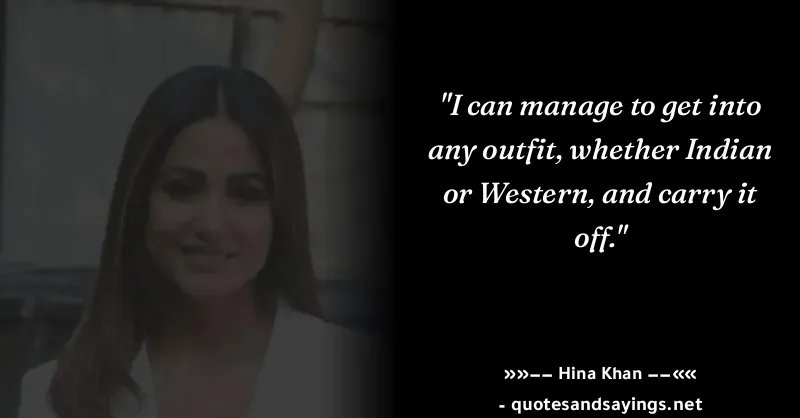 "I can manage to get into
any outfit, whether Indian
or Western, and carry it
off."
»»−− Hina Khan −−««
- quotesandsayings.net